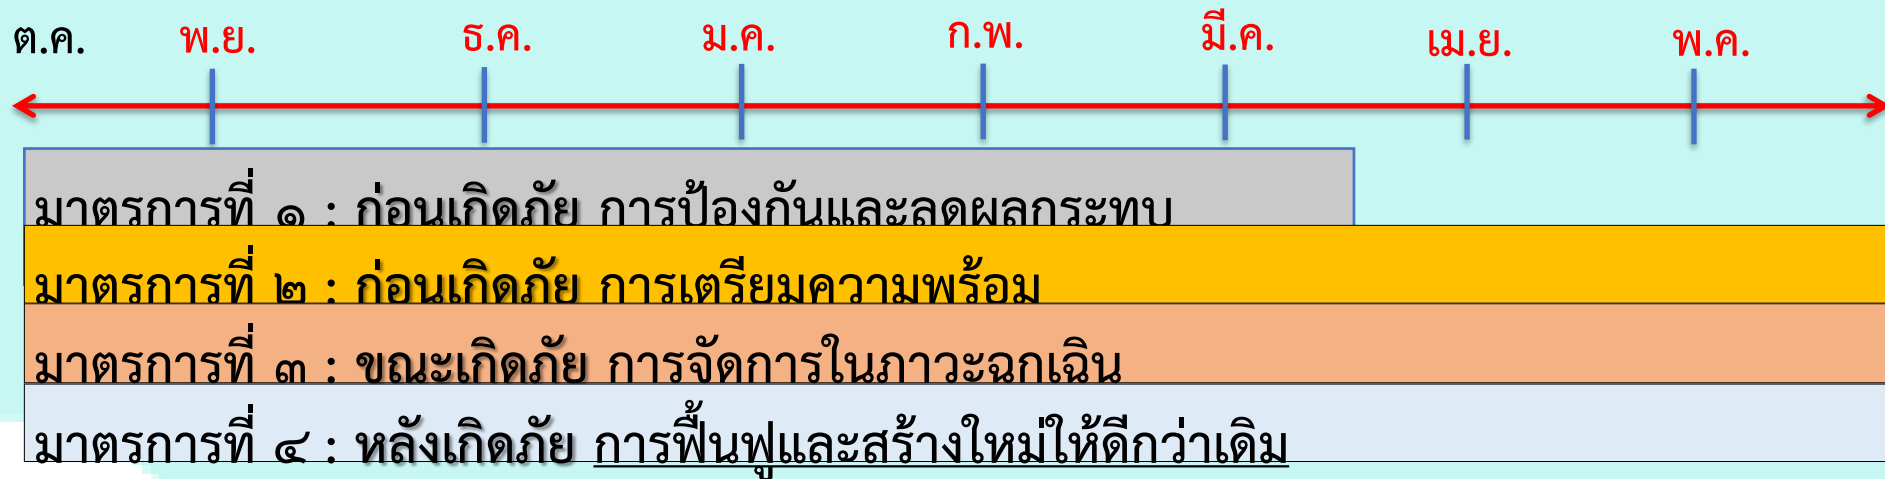 ต.ค. พ.ย. ธ.ค. ม.ค. ก.พ. มี.ค. เม.ย. พ.ค.
มาตรการที่ ๑ : ก่อนเกิดภัย การป้องกันและลดผลกระทบ
มาตรการที่ ๒ : ก่อนเกิดภัย การเตรียมความพร้อม
มาตรการที่ ๓ : ขณะเกิดภัย การจัดการในภาวะฉุกเฉิน
มาตรการที่ ๔ : หลังเกิดภัย การฟื้นฟูและสร้างใหม่ให้ดีกว่าเดิม